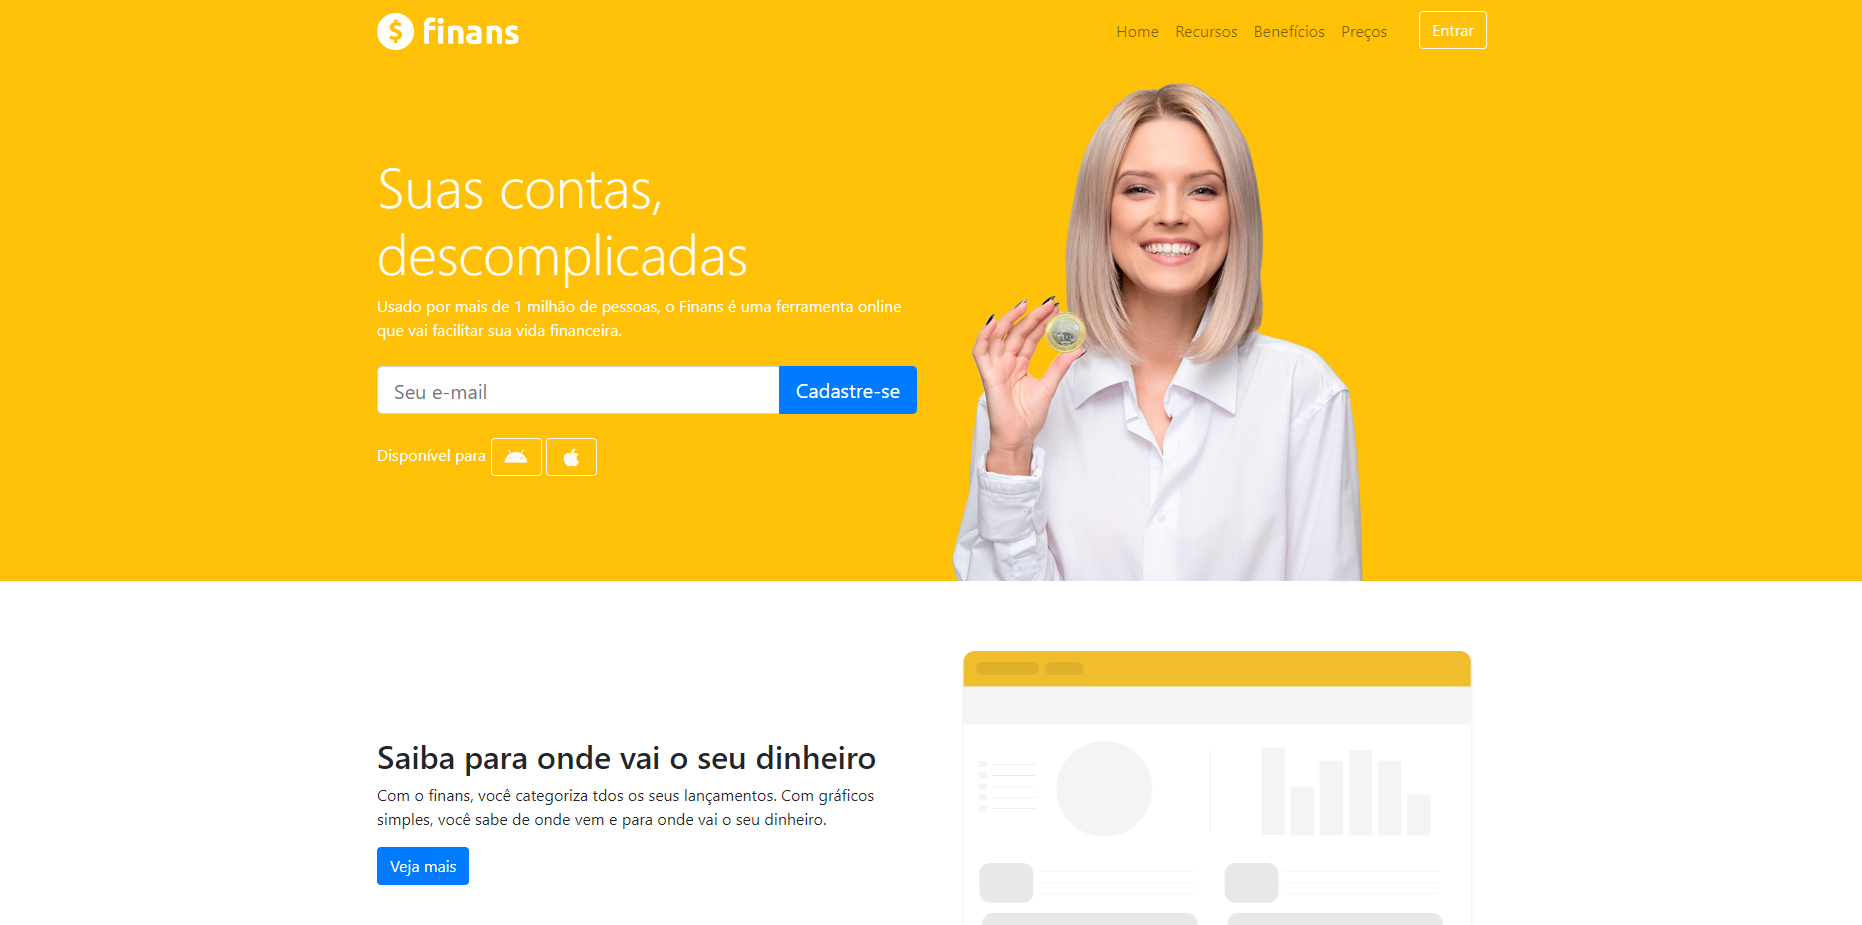 finans
Home Recursos Benefícios Preços Entrar
Suas contas,
descomplicadas
Usado por mais de 1 milhão de pessoas, o Finans é uma ferramenta online
que vai facilitar sua vida financeira.
Seu e-mail Cadastre-se
Disponível para
Saiba para onde vai o seu dinheiro
Com o finans, você categoriza tdos os seus lançamentos. Com gráficos
simples, você sabe de onde vem e para onde vai o seu dinheiro.
Veja mais